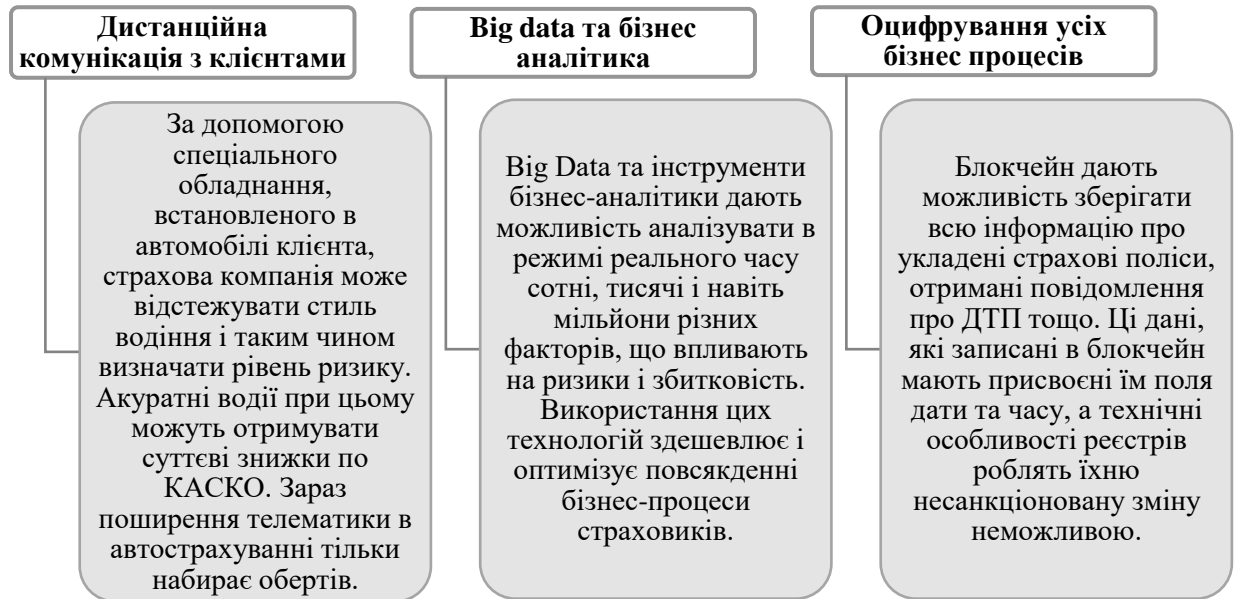 Дистанційна
комунікація з клієнтами
За допомогою
спеціального
обладнання,
встановленого в
автомобілі клієнта,
страхова компанія може
відстежувати стиль
водіння і таким чином
визначати рівень ризику.
Акуратні водії при цьому
можуть отримувати
суттєві знижки по
КАСКО. Зараз
поширення телематики в
автострахуванні тільки
набирає обертів.
Big data та бізнес
аналітика
Big Data та інструменти
бізнес-аналітики дають
можливість аналізувати в
режимі реального часу
сотні, тисячі і навіть
мільйони різних
факторів, що впливають
на ризики і збитковість.
Використання цих
технологій здешевлює і
оптимізує повсякденні
бізнес-процеси
страховиків.
Оцифрування усіх
бізнес процесів
Блокчейн дають
можливість зберігати
всю інформацію про
укладені страхові поліси,
отримані повідомлення
про ДТП тощо. Ці дані,
які записані в блокчейн
мають присвоєні їм поля
дати та часу, а технічні
особливості реєстрів
роблять їхню
несанкціоновану зміну
неможливою.